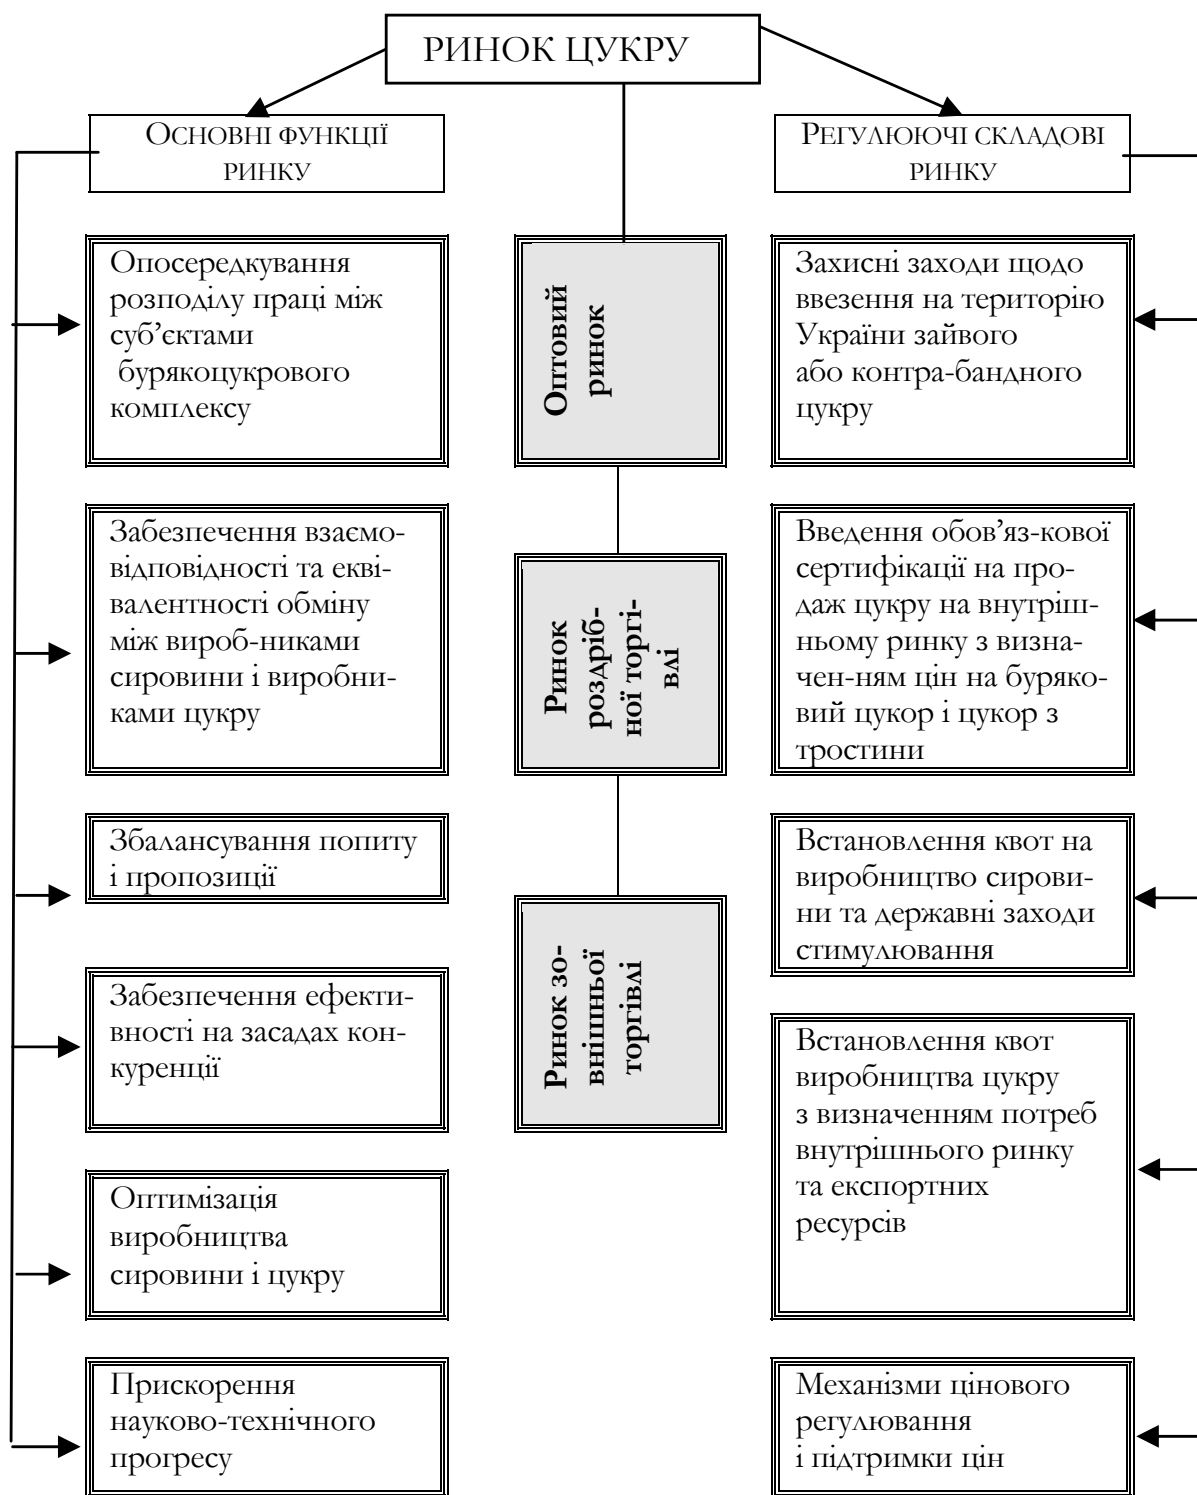 РИНОК ЦУКРУ
ОСНОВНІ ФУНКЦІЇ
РИНКУ
Опосередкування
розподілу праці між
суб’єктами
бурякоцукрового
комплексу
Забезпечення взаємо-
відповідності та екві-
валентності обміну
між вироб-никами
сировини і виробни-
ками цукру
Збалансування попиту
і пропозиції
Забезпечення ефекти-
вності на засадах кон-
куренції
Оптимізація
виробництва
сировини і цукру
Прискорення
науково-технічного
прогресу
Оптовий
ринок
Ринок
роздріб-
ної торгі-
влі
Ринок зо-
внішньої
торгівлі
РЕГУЛЮЮЧІ СКЛАДОВІ
РИНКУ
Захисні заходи щодо
ввезення на територію
України зайвого
або контра-бандного
цукру
Введення обов’яз-кової
сертифікації на про-
даж цукру на внутріш-
ньому ринку з визна-
чен-ням цін на буряко-
вий цукор і цукор з
тростини
Встановлення квот на
виробництво сирови-
ни та державні заходи
стимулювання
Встановлення квот
виробництва цукру
з визначенням потреб
внутрішнього ринку
та експортних
ресурсів
Механізми цінового
регулювання
і підтримки цін